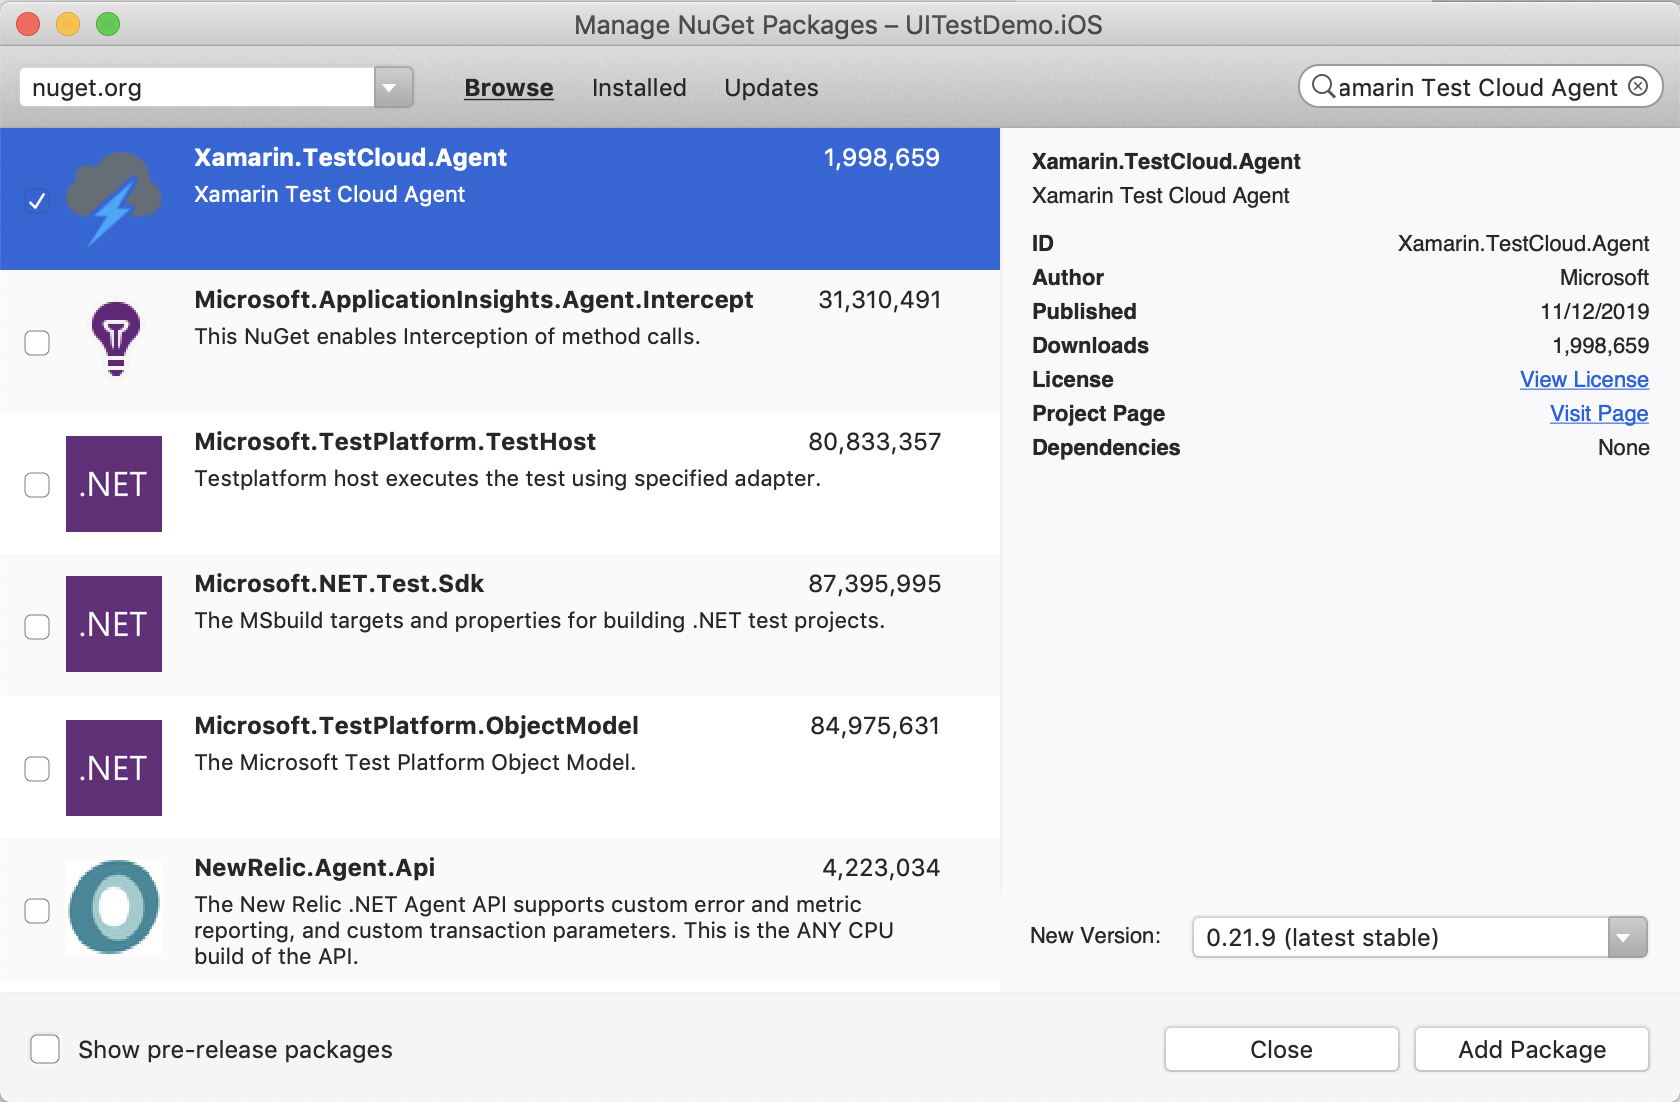 Manage NuGet Packages – UITestDemo.iOS
nuget.org
Browse
Installed
Updates
amarin Test Cloud Agent
Xamarin.TestCloud.Agent
1,998,659
Xamarin Test Cloud Agent
Microsoft.ApplicationInsights.Agent.Intercept
31,310,491
This NuGet enables Interception of method calls.
.NET
Microsoft.TestPlatform.TestHost
80,833,357
Testplatform host executes the test using specified adapter.
.NET
Microsoft.NET.Test.Sdk
87,395,995
The MSbuild targets and properties for building .NET test projects.
.NET
Microsoft.TestPlatform.ObjectModel
84,975,631
The Microsoft Test Platform Object Model.
NewRelic.Agent.Api
4,223,034
The New Relic .NET Agent API supports custom error and metric
reporting, and custom transaction parameters. This is the ANY CPU
build of the API.
Xamarin.TestCloud.Agent
Xamarin Test Cloud Agent
ID Xamarin.TestCloud.Agent
Author Microsoft
Published 11/12/2019
Downloads 1,998,659
License View License
Project Page Visit Page
Dependencies None
New Version: 0.21.9 (latest stable)
Show pre-release packages
Close
Add Package